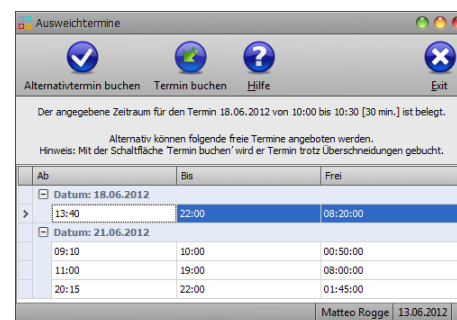 Ausweichtermine
Alternativtermin buchen Termin buchen Hilfe Exit
Der angegebene Zeitraum für den Termin 18.06.2012 von 10:00 bis 10:30 [30 min.] ist belegt.
Alternativ können folgende freie Termine angeboten werden.
Hinweis: Mit der Schaltfläche 'Termin buchen' wird er Termin trotz Überschneidungen gebucht.
Ab Bis Frei
Datum: 18.06.2012
13:40 22:00 08:20:00
Datum: 21.06.2012
09:10 10:00 00:50:00
11:00 19:00 08:00:00
20:15 22:00 01:45:00
Matteo Rogge 13.06.2012